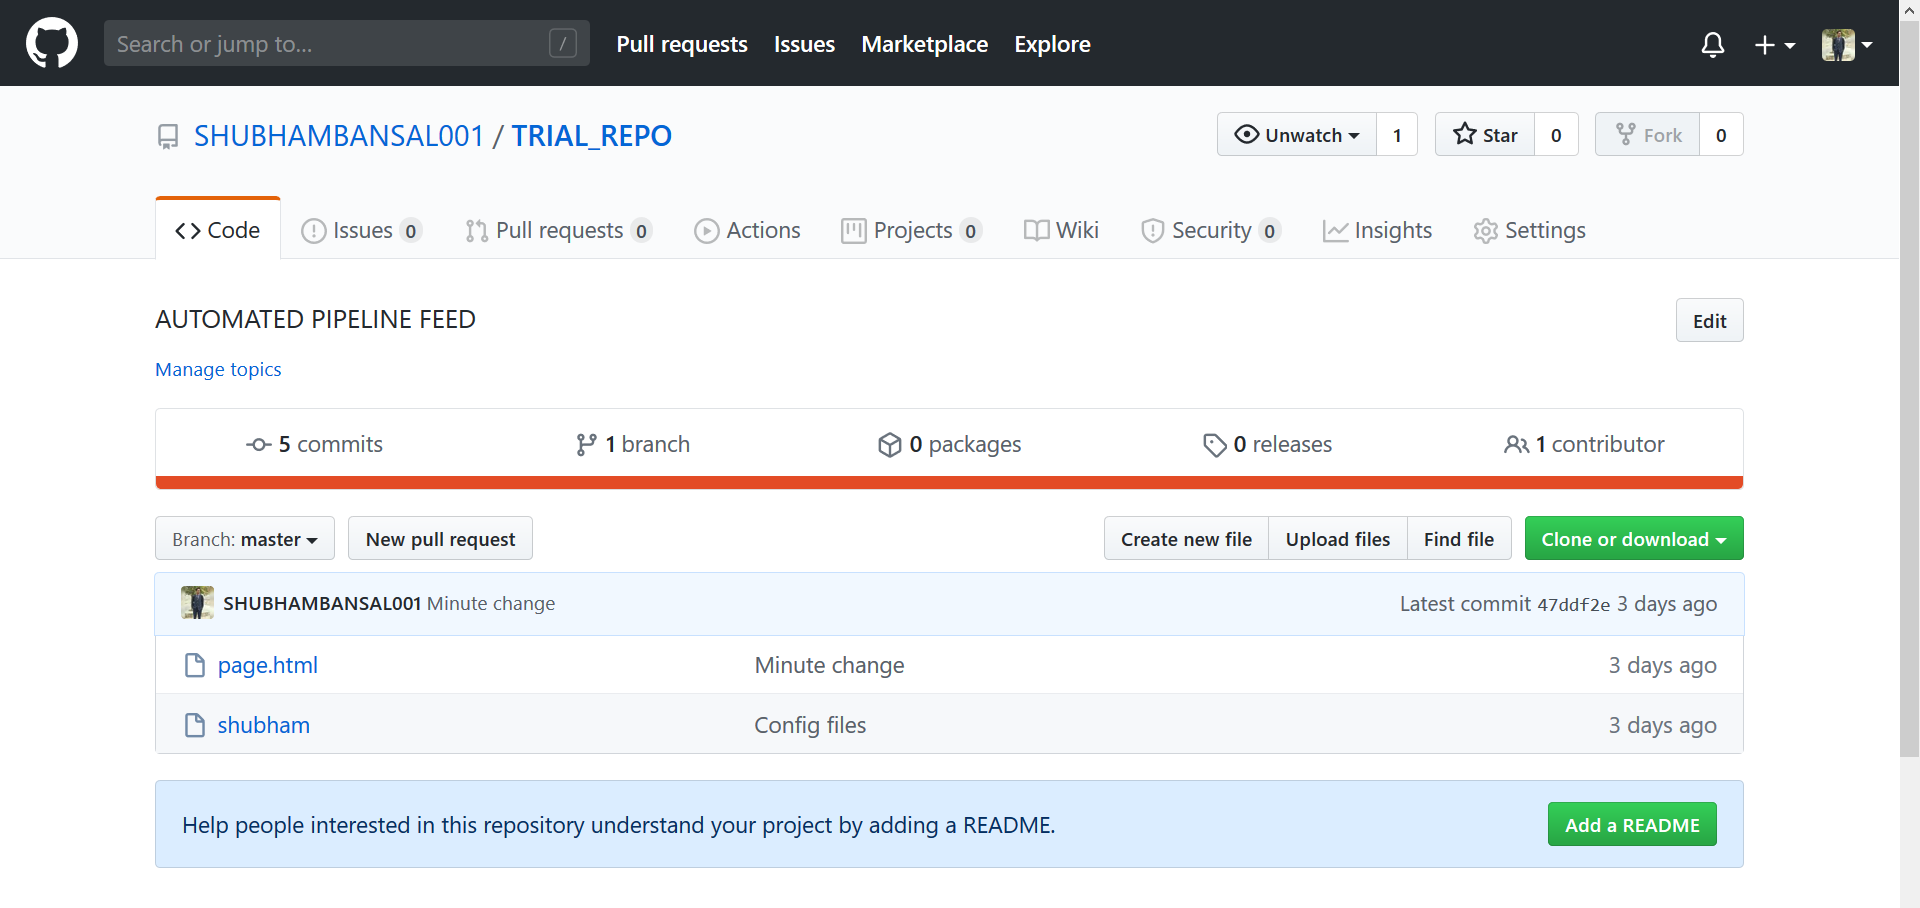 Search or jump to... / Pull requests Issues Marketplace Explore
SHUBHAMBANSAL001 / TRIAL_REPO Unwatch 1 Star 0 Fork 0
Code Issues 0 Pull requests 0 Actions Projects 0 Wiki Security 0 Insights Settings
AUTOMATED PIPELINE FEED Edit
Manage topics
5 commits 1 branch 0 packages 0 releases 1 contributor
Branch: master New pull request Create new file Upload files Find file Clone or download
SHUBHAMBANSAL001 Minute change Latest commit 47ddf2e 3 days ago
page.html Minute change 3 days ago
shubham Config files 3 days ago
Help people interested in this repository understand your project by adding a README. Add a README